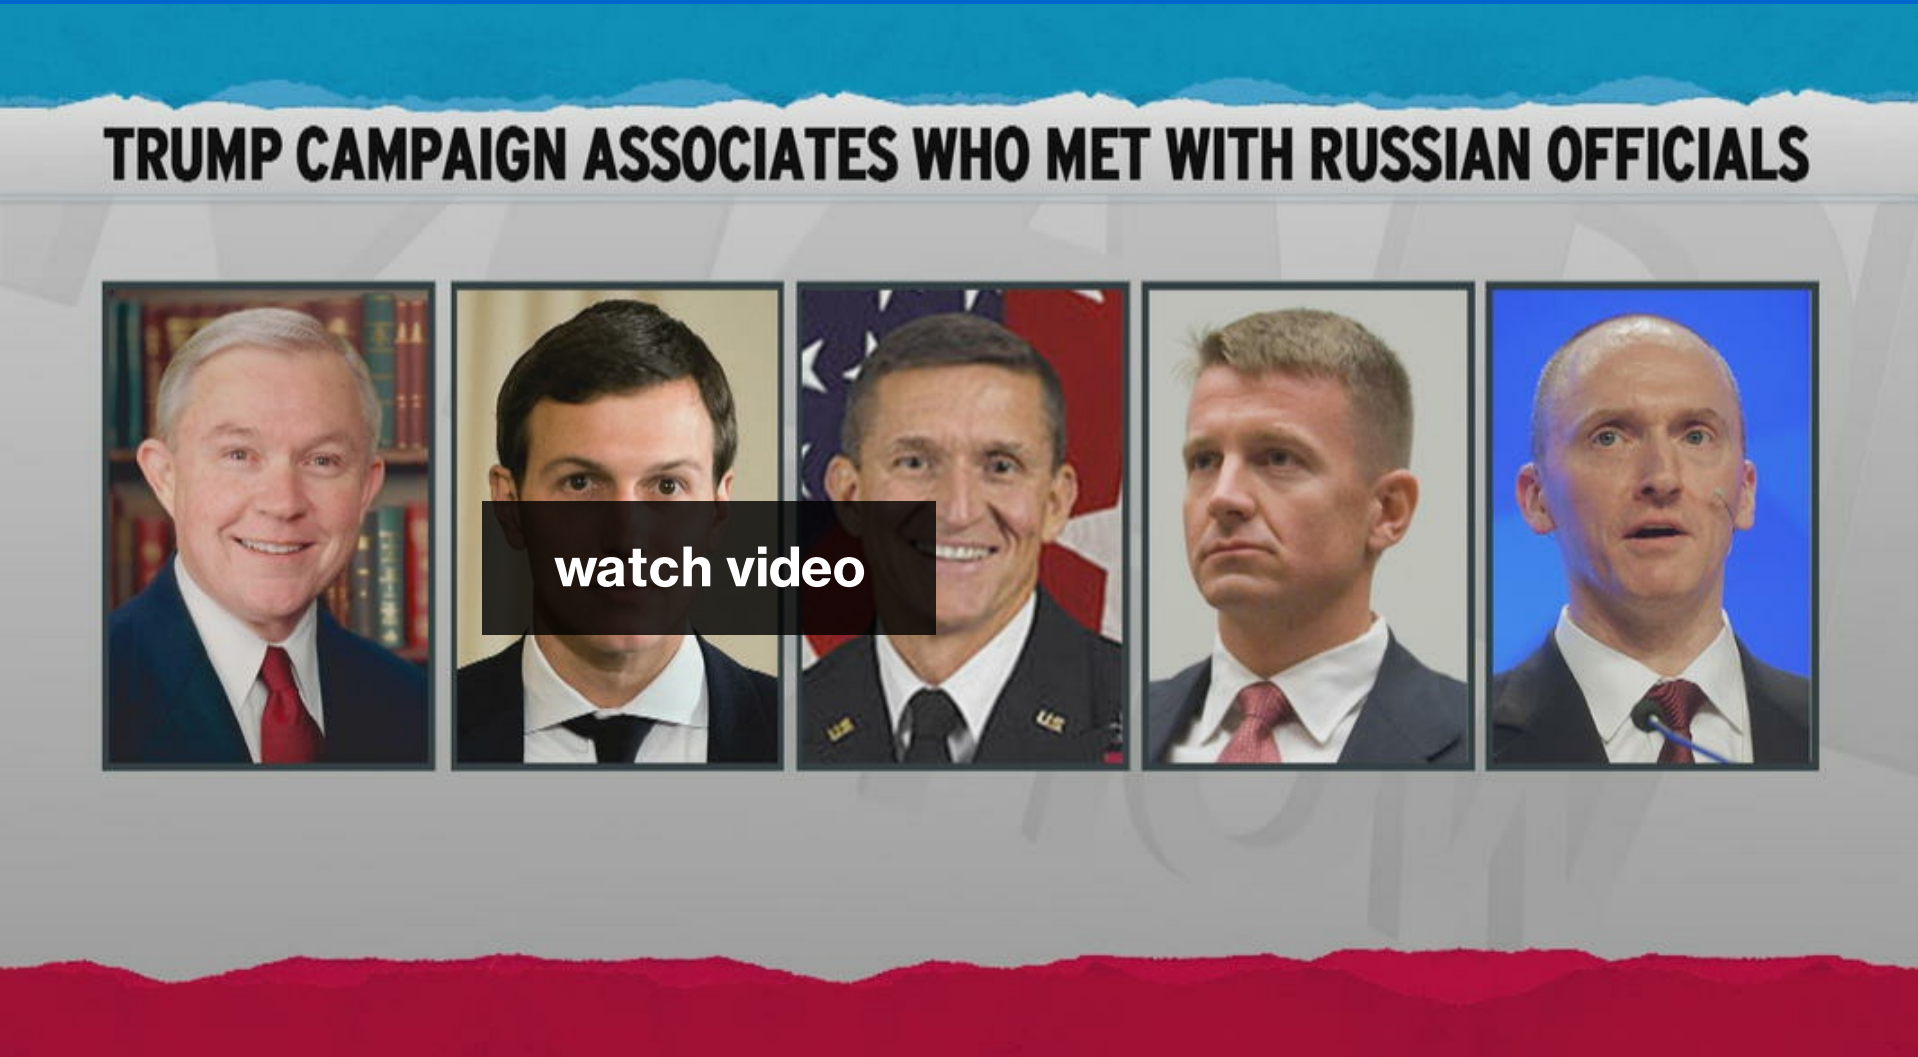 TRUMP CAMPAIGN ASSOCIATES WHO MET WITH RUSSIAN OFFICIALS
watch video
U.S.
U.S.